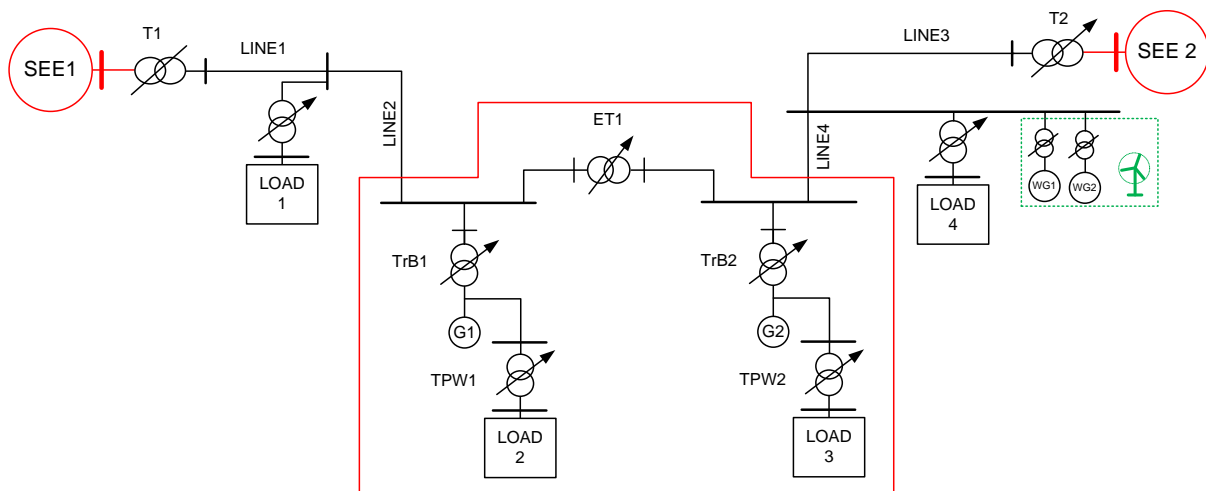 SEE1
T1
LINE1
LOAD
1
LINE2
ET1
LINE3
T2
SEE 2
LINE4
LOAD
4
WG1
WG2
TrB1
G1
TPW1
LOAD
2
TrB2
G2
TPW2
LOAD
3